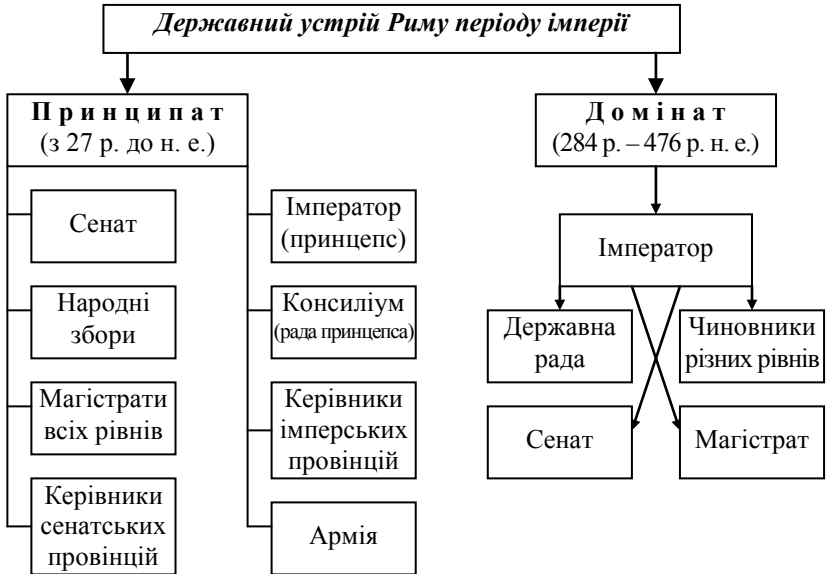 Державний устрій Риму періоду імперії
Принципат
(з 27 р. до н. е.)
Сенат
Народні
збори
Магістрати
всіх рівнів
Керівники
сенатських
провінцій
Імператор
(принцепс)
Консиліум
(рада принцепса)
Керівники
імперських
провінцій
Армія
Домінат
(284 р. – 476 р. н. е.)
Імператор
Державна
рада
Чиновники
різних рівнів
Сенат
Магістрат